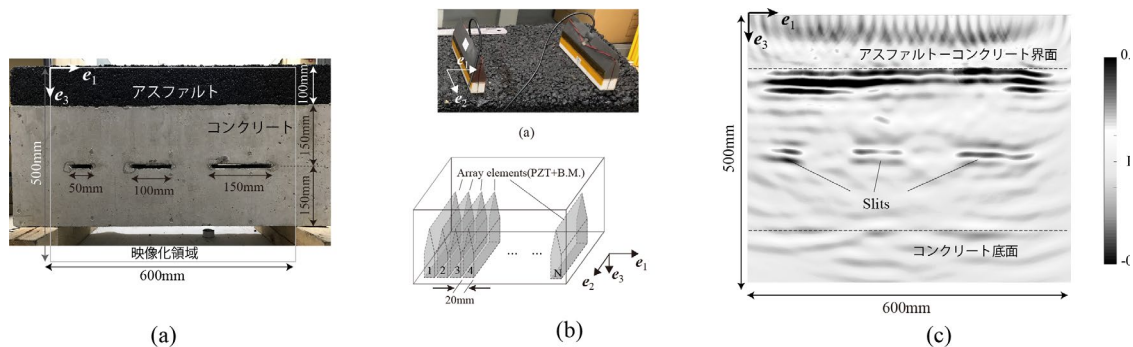 e1
e3
アスファルト
コンクリート
500mm
100mm
150mm
150mm
50mm
100mm
150mm
映像化領域
600mm
(a)
e2
(a)
Array elements(PZT+B.M.)
1 2 3 4
... ...
N
20mm
e1
e2
e3
(b)
e1
e3
アスファルトーコンクリート界面
500mm
Slits
コンクリート底面
600mm
0.
-0
(c)